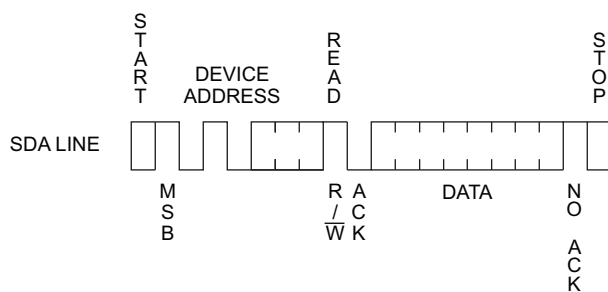 START
DEVICE
ADDRESS
READ
STOP
SDA LINE
MSB
R/W
ACK
DATA
NO ACK